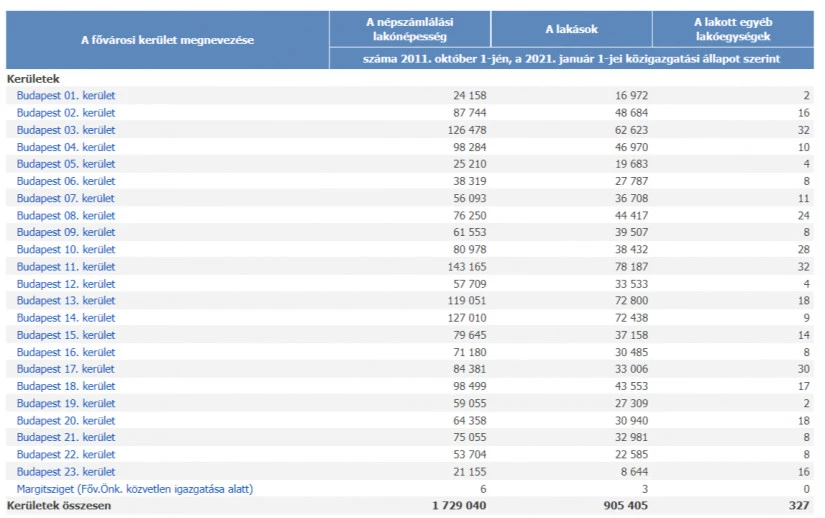 A fővárosi kerület megnevezése A népszámlálási lakónépesség A lakások A lakott egyéb lakóegységek
száma 2011. október 1-jén, a 2021. január 1-jei közigazgatási állapot szerint
Kerületek
Budapest 01. kerület 24 158 16 972 2
Budapest 02. kerület 87 744 48 684 16
Budapest 03. kerület 126 478 62 623 32
Budapest 04. kerület 98 284 46 970 10
Budapest 05. kerület 25 210 19 683 4
Budapest 06. kerület 38 319 27 787 8
Budapest 07. kerület 56 093 36 708 11
Budapest 08. kerület 76 250 44 417 24
Budapest 09. kerület 61 553 39 507 8
Budapest 10. kerület 80 978 38 432 28
Budapest 11. kerület 143 165 78 187 32
Budapest 12. kerület 57 709 33 533 4
Budapest 13. kerület 119 051 72 800 18
Budapest 14. kerület 127 010 72 438 9
Budapest 15. kerület 79 645 37 158 14
Budapest 16. kerület 71 180 30 485 8
Budapest 17. kerület 84 381 33 006 30
Budapest 18. kerület 98 499 43 553 17
Budapest 19. kerület 59 055 27 309 2
Budapest 20. kerület 64 358 30 940 18
Budapest 21. kerület 75 055 32 981 8
Budapest 22. kerület 53 704 22 585 8
Budapest 23. kerület 21 155 8 644 16
Margitsziget (Főv.Önk. közvetlen igazgatása alatt) 6 3 0
Kerületek összesen 1 729 040 905 405 327